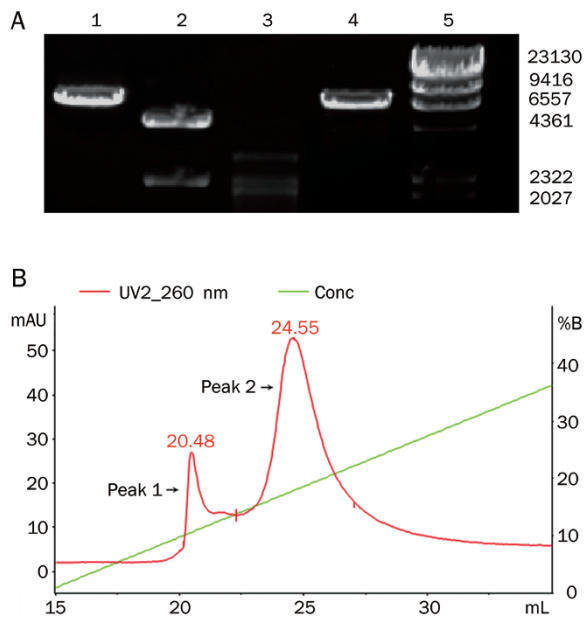 A
1 2 3 4 5
23130
9416
6557
4361
2322
2027
B
UV2_260 nm Conc
mAU %B
24.55
50
40 40
Peak 2 →
30 30
20.48
20 20
Peak 1 →
10 10
0 0
15 20 25 30 mL